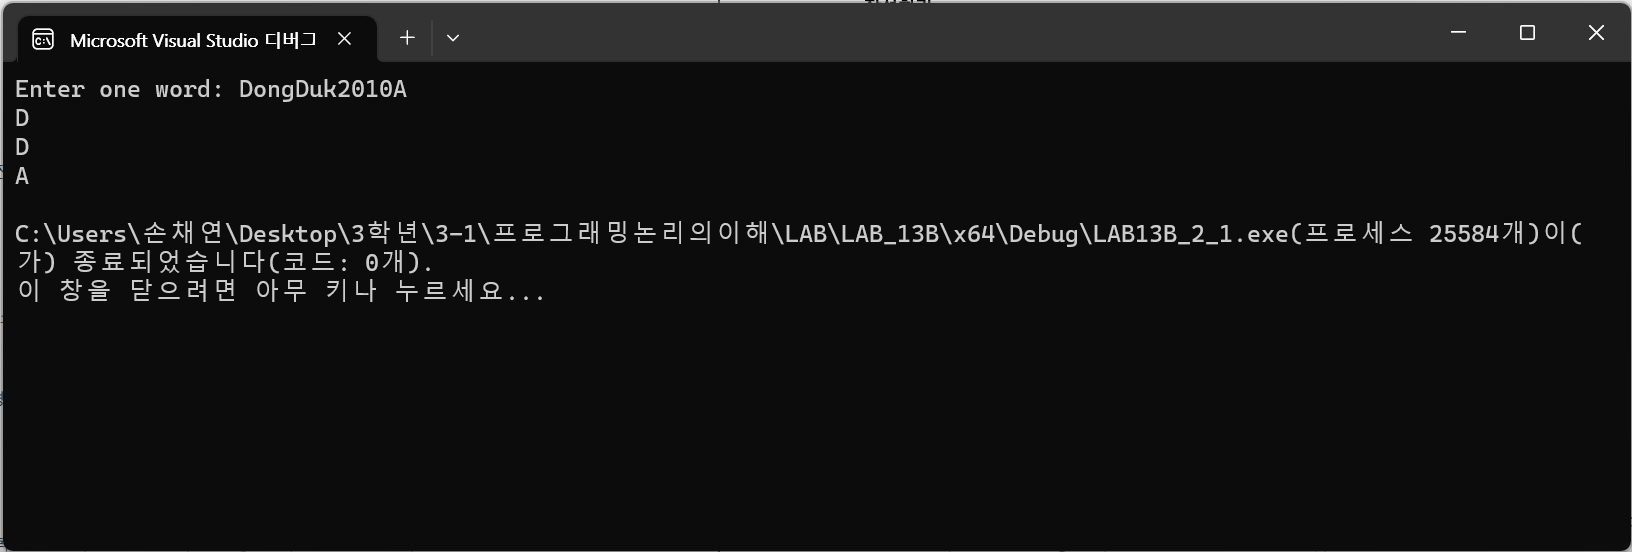 Microsoft Visual Studio 디버그
Enter one word: DongDuk2010A
D
D
A
C:\Users\손채연\Desktop\3학년\3-1\프로그래밍논리의이해\LAB\LAB_13B\x64\Debug\LAB13B_2_1.exe(프로세스 25584개)이(
가) 종료되었습니다(코드: 0개).
이 창을 닫으려면 아무 키나 누르세요...